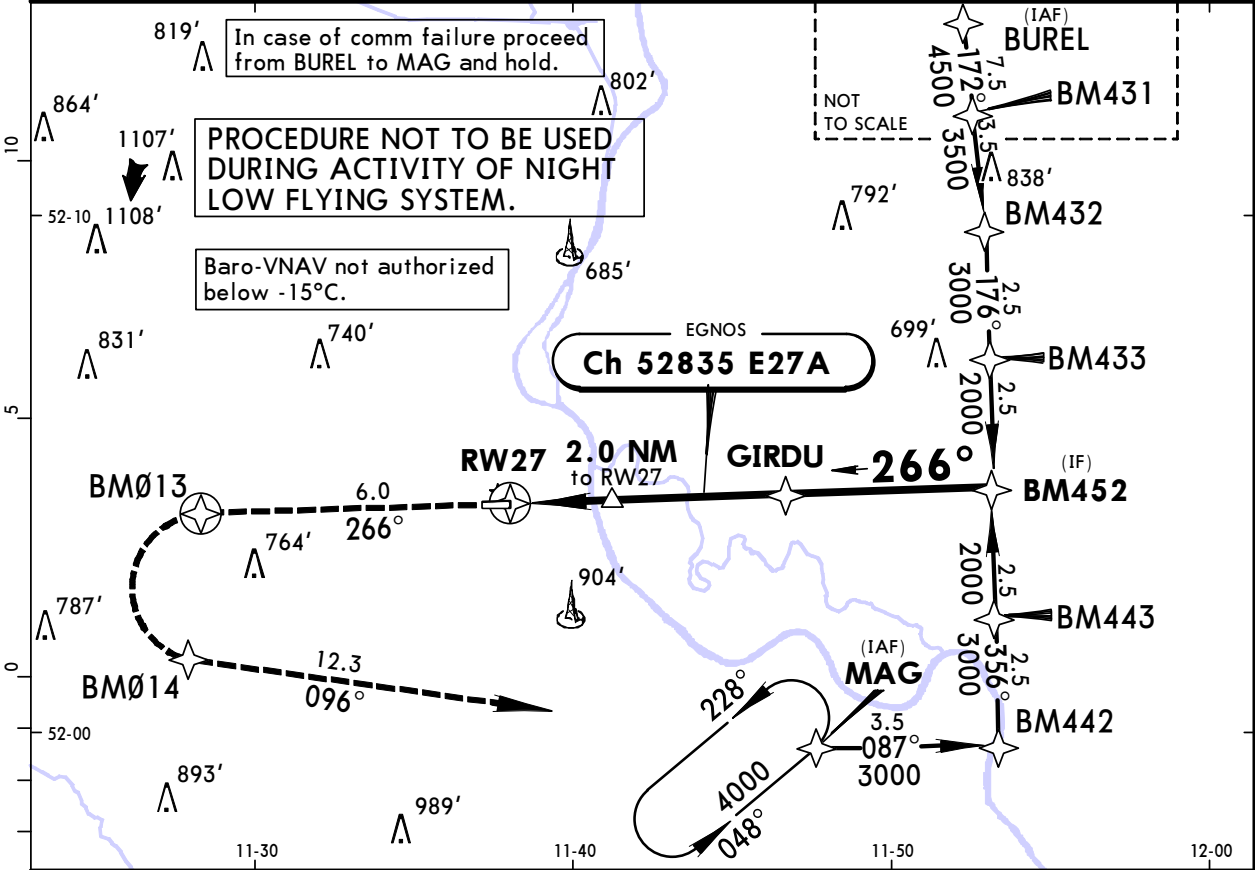 819'
In case of comm failure proceed
from BUREL to MAG and hold.
(IAF)
BUREL
7.5
172°
4500
802'
NOT
TO SCALE
BM431
864'
1107'
PROCEDURE NOT TO BE USED
DURING ACTIVITY OF NIGHT
LOW FLYING SYSTEM.
3.5
3500
838'
10
52-10
1108'
792'
BM432
Baro-VNAV not authorized
below -15°C.
685'
2.5
176°
3000
831'
740'
EGNOS
Ch 52835 E27A
699'
BM433
2.5
2000
5
RW27
2.0 NM
to RW27
GIRDU
266°
(IF)
BM452
BMØ13
6.0
266°
764'
904'
2.5
2000
BM443
787'
0
BMØ14
12.3
096°
(IAF)
MAG
228°
2.5
356°
3000
BM442
52-00
3.5
087°
3000
4000
048°
893'
989'
11-30
11-40
11-50
12-00